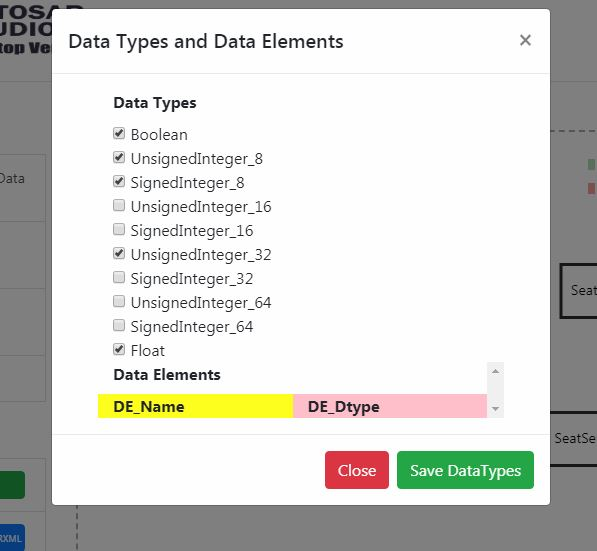 TOSAR
UDIO
top Ve
Data Types and Data Elements
×
Data
Data Types
Boolean
UnsignedInteger_8
SignedInteger_8
UnsignedInteger_16
SignedInteger_16
UnsignedInteger_32
SignedInteger_32
UnsignedInteger_64
SignedInteger_64
Float
Seat
Data Elements
DE_Name DE_Dtype
SeatSe
Close Save DataTypes
RXML